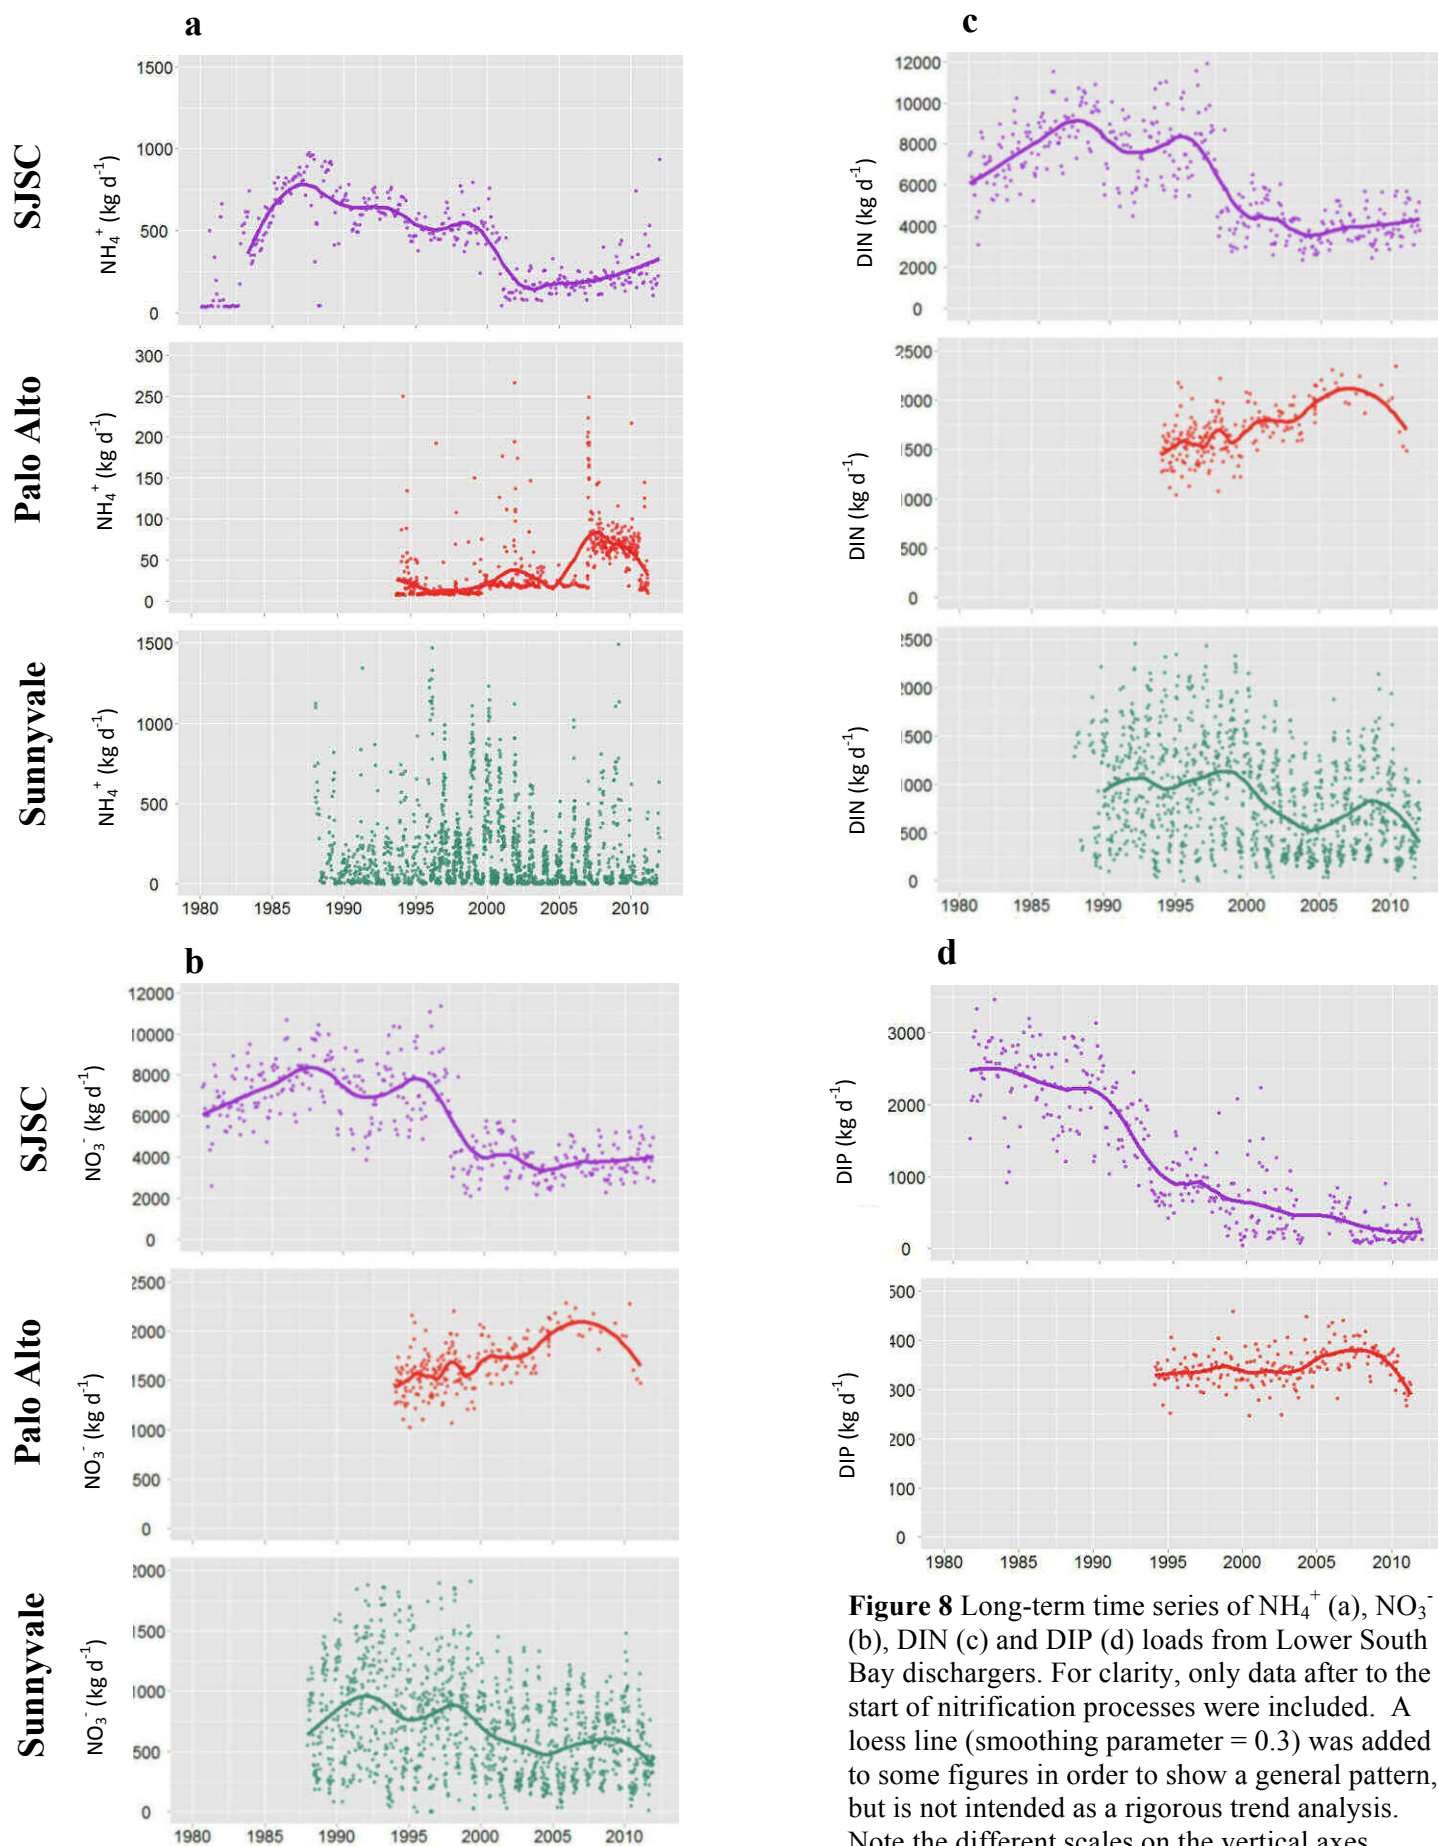 a
SJSC
NH₄⁺ (kg d⁻¹)
1500
1000
500
0
Palo Alto
NH₄⁺ (kg d⁻¹)
300
250
200
150
100
50
0
Sunnyvale
NH₄⁺ (kg d⁻¹)
1500
1000
500
0
1980 1985 1990 1995 2000 2005 2010
b
SJSC
NO₃⁻ (kg d⁻¹)
12000
10000
8000
6000
4000
2000
0
Palo Alto
NO₃⁻ (kg d⁻¹)
2500
2000
1500
1000
500
0
Sunnyvale
NO₃⁻ (kg d⁻¹)
2000
1500
1000
500
0
1980 1985 1990 1995 2000 2005 2010
c
DIN (kg d⁻¹)
12000
10000
8000
6000
4000
2000
0
DIN (kg d⁻¹)
2500
2000
1500
1000
500
0
DIN (kg d⁻¹)
2500
2000
1500
1000
500
0
1980 1985 1990 1995 2000 2005 2010
d
DIP (kg d⁻¹)
3000
2000
1000
0
DIP (kg d⁻¹)
500
400
300
200
100
0
1980 1985 1990 1995 2000 2005 2010
Figure 8 Long-term time series of NH₄⁺ (a), NO₃⁻
(b), DIN (c) and DIP (d) loads from Lower South
Bay dischargers. For clarity, only data after to the
start of nitrification processes were included. A
loess line (smoothing parameter = 0.3) was added
to some figures in order to show a general pattern,
but is not intended as a rigorous trend analysis.
Note the different scales on the vertical axes